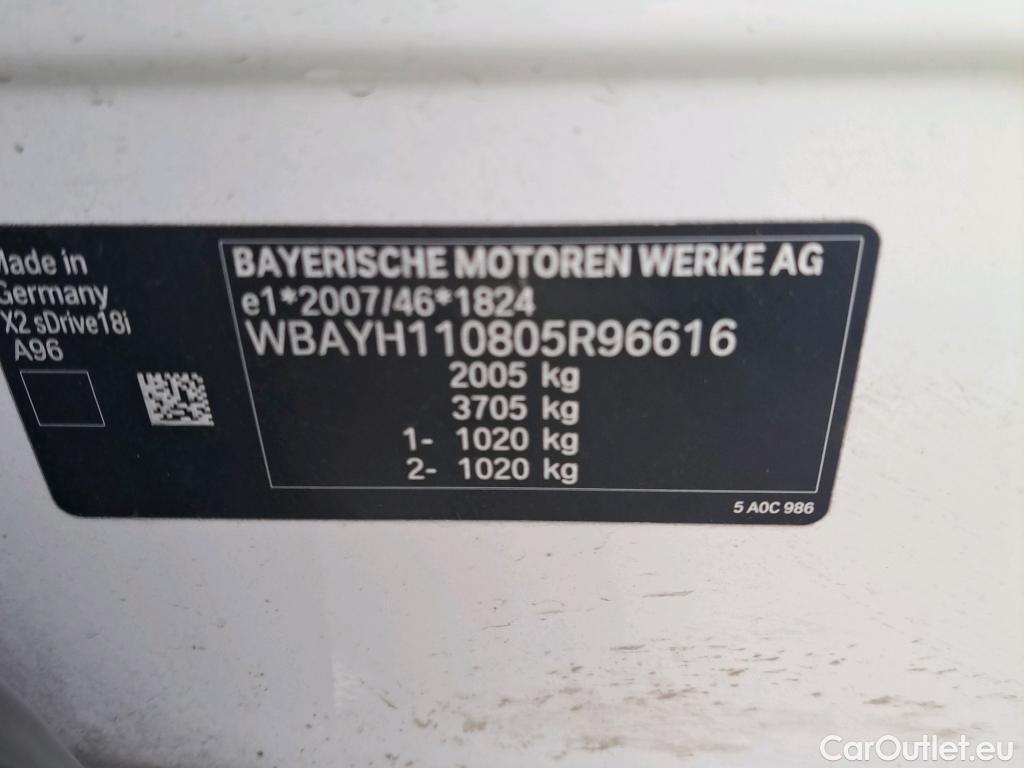 Made in
Germany
X2 sDrive18i
A96
BAYERISCHE MOTOREN WERKE AG
e1*2007/46*1824
WBAYH110805R96616
2005 kg
3705 kg
1- 1020 kg
2- 1020 kg
5 A0C 986
CarOutlet.eu